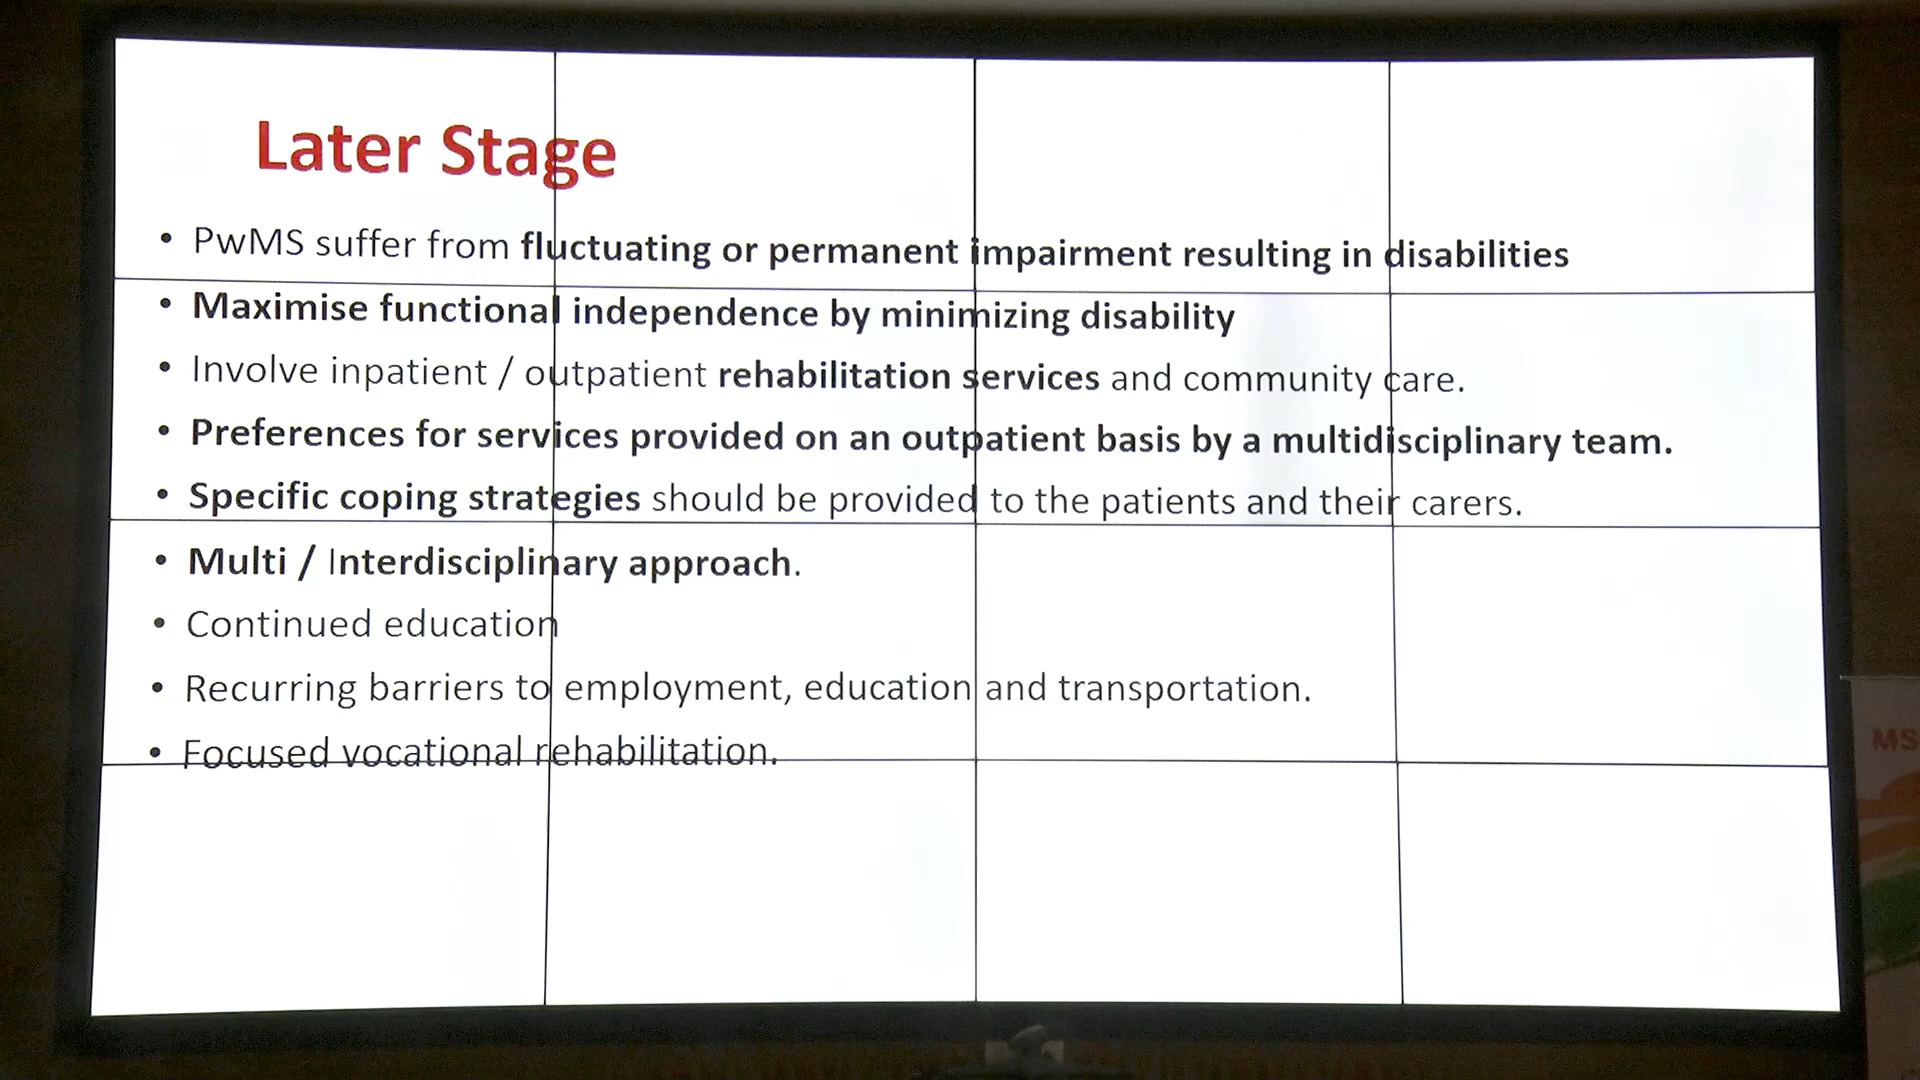 Later Stage
• PwMS suffer from fluctuating or permanent impairment resulting in disabilities
• Maximise functional independence by minimizing disability
• Involve inpatient / outpatient rehabilitation services and community care.
• Preferences for services provided on an outpatient basis by a multidisciplinary team.
• Specific coping strategies should be provided to the patients and their carers.
• Multi / Interdisciplinary approach.
• Continued education
• Recurring barriers to employment, education and transportation.
• Focused vocational rehabilitation.
MS